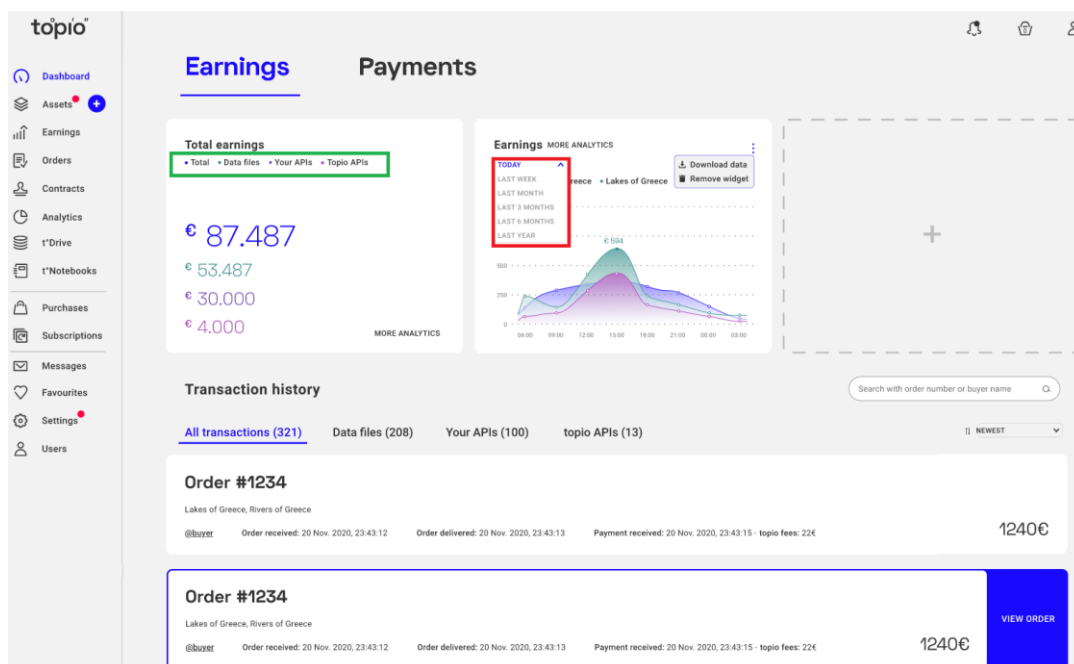 topio
Dashboard
Assets
Earnings
Orders
Contracts
Analytics
t'Drive
t'Notebooks
Purchases
Subscriptions
Messages
Favourites
Settings
Users
Earnings
Payments
Total earnings
• Total • Data files • Your APIs • Topio APIs
€ 87.487
€ 53.487
€ 30.000
€ 4.000
MORE ANALYTICS
Earnings MORE ANALYTICS
TODAY
LAST WEEK
LAST MONTH
LAST 3 MONTHS
LAST 6 MONTHS
LAST YEAR
reece • Lakes of Greece
Download data
Remove widget
€ 594
500
250
0
06:00 09:00 12:00 15:00 18:00 21:00 00:00 03:00
+
Transaction history
Search with order number or buyer name
All transactions (321) Data files (208) Your APIs (100) topio APIs (13)
NEWEST
Order #1234
Lakes of Greece, Rivers of Greece
@buyer Order received: 20 Nov. 2020, 23:43:12 Order delivered: 20 Nov. 2020, 23:43:13 Payment received: 20 Nov. 2020, 23:43:15 - topio fees: 22€
1240€
Order #1234
Lakes of Greece, Rivers of Greece
@buyer Order received: 20 Nov. 2020, 23:43:12 Order delivered: 20 Nov. 2020, 23:43:13 Payment received: 20 Nov. 2020, 23:43:15 - topio fees: 22€
1240€
VIEW ORDER